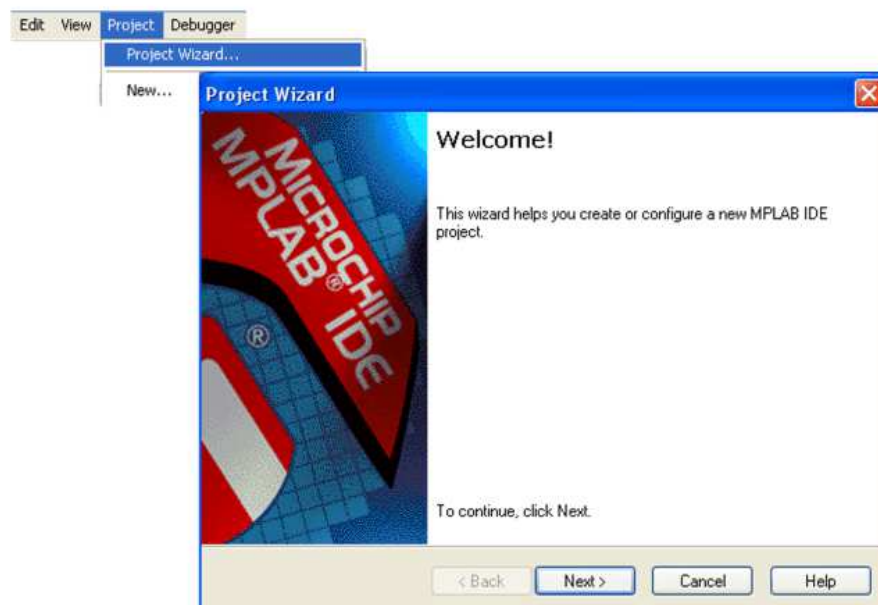 Edit View Project Debugger
Project Wizard...
New...
Project Wizard
MICROCHIP
MPLAB® IDE
®
Welcome!
This wizard helps you create or configure a new MPLAB IDE
project.
To continue, click Next.
< Back Next > Cancel Help